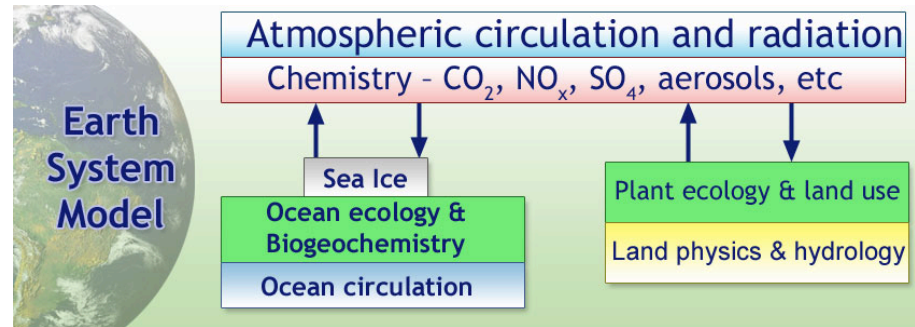 Earth
System
Model
Atmospheric circulation and radiation
Chemistry – CO₂, NOₓ, SO₄, aerosols, etc
Sea Ice
Ocean ecology &
Biogeochemistry
Ocean circulation
Plant ecology & land use
Land physics & hydrology